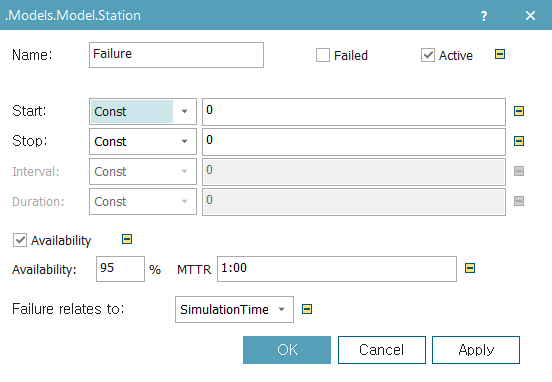 .Models.Model.Station ? ×
Name: Failure Failed Active
Start: Const 0
Stop: Const 0
Interval: Const 0
Duration: Const 0
Availability
Availability: 95 % MTTR 1:00
Failure relates to: SimulationTime
OK Cancel Apply